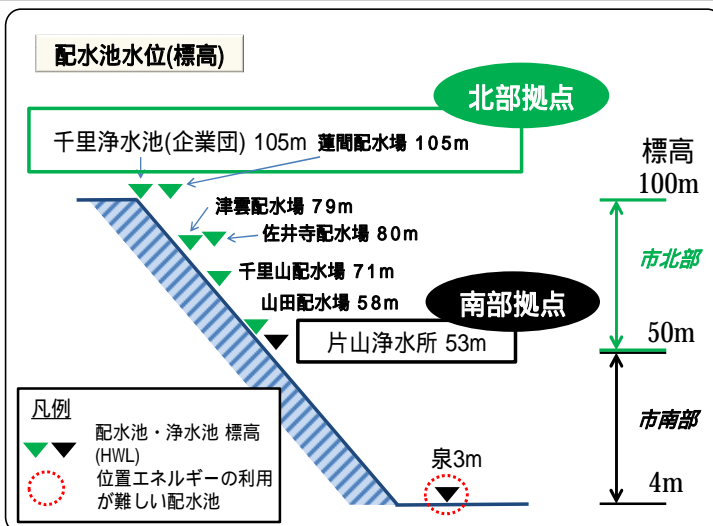 配水池水位(標高)
北部拠点
千里浄水池(企業団) 105m
蓮間配水場 105m
標高
100m
津雲配水場 79m
佐井寺配水場 80m
市北部
千里山配水場 71m
山田配水場 58m
南部拠点
片山浄水所 53m
50m
凡例
配水池・浄水池 標高
(HWL)
位置エネルギーの利用
が難しい配水池
市南部
泉3m
4m